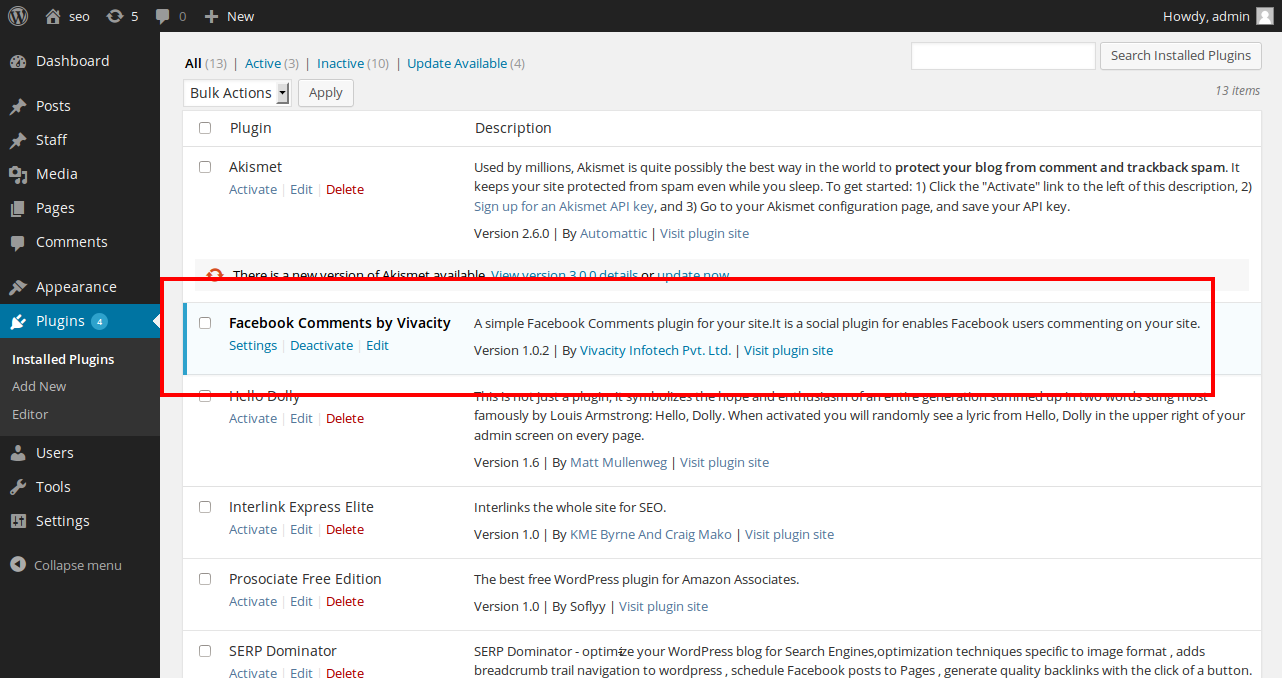 seo 5 0 New Howdy, admin
Dashboard
Posts
Staff
Media
Pages
Comments
Appearance
Plugins 4
Installed Plugins
Add New
Editor
Users
Tools
Settings
Collapse menu
All (13) | Active (3) | Inactive (10) | Update Available (4)
Search Installed Plugins
Bulk Actions Apply
13 items
Plugin Description
Akismet
Activate | Edit | Delete
Used by millions, Akismet is quite possibly the best way in the world to protect your blog from comment and trackback spam. It
keeps your site protected from spam even while you sleep. To get started: 1) Click the "Activate" link to the left of this description, 2)
Sign up for an Akismet API key, and 3) Go to your Akismet configuration page, and save your API key.
Version 2.6.0 | By Automattic | Visit plugin site
There is a new version of Akismet available. View version 3.0.0 details or update now.
Facebook Comments by Vivacity
Settings | Deactivate | Edit
A simple Facebook Comments plugin for your site.It is a social plugin for enables Facebook users commenting on your site.
Version 1.0.2 | By Vivacity Infotech Pvt. Ltd. | Visit plugin site
Hello Dolly
Activate | Edit | Delete
This is not just a plugin, it symbolizes the hope and enthusiasm of an entire generation summed up in two words sung most
famously by Louis Armstrong: Hello, Dolly. When activated you will randomly see a lyric from Hello, Dolly in the upper right of your
admin screen on every page.
Version 1.6 | By Matt Mullenweg | Visit plugin site
Interlink Express Elite
Activate | Edit | Delete
Interlinks the whole site for SEO.
Version 1.0 | By KME Byrne And Craig Mako | Visit plugin site
Prosociate Free Edition
Activate | Edit | Delete
The best free WordPress plugin for Amazon Associates.
Version 1.0 | By Soflyy | Visit plugin site
SERP Dominator
Activate | Edit | Delete
SERP Dominator - optimize your WordPress blog for Search Engines,optimization techniques specific to image format , adds
breadcrumb trail navigation to wordpress , schedule Facebook posts to Pages , generate quality backlinks with the click of a button.